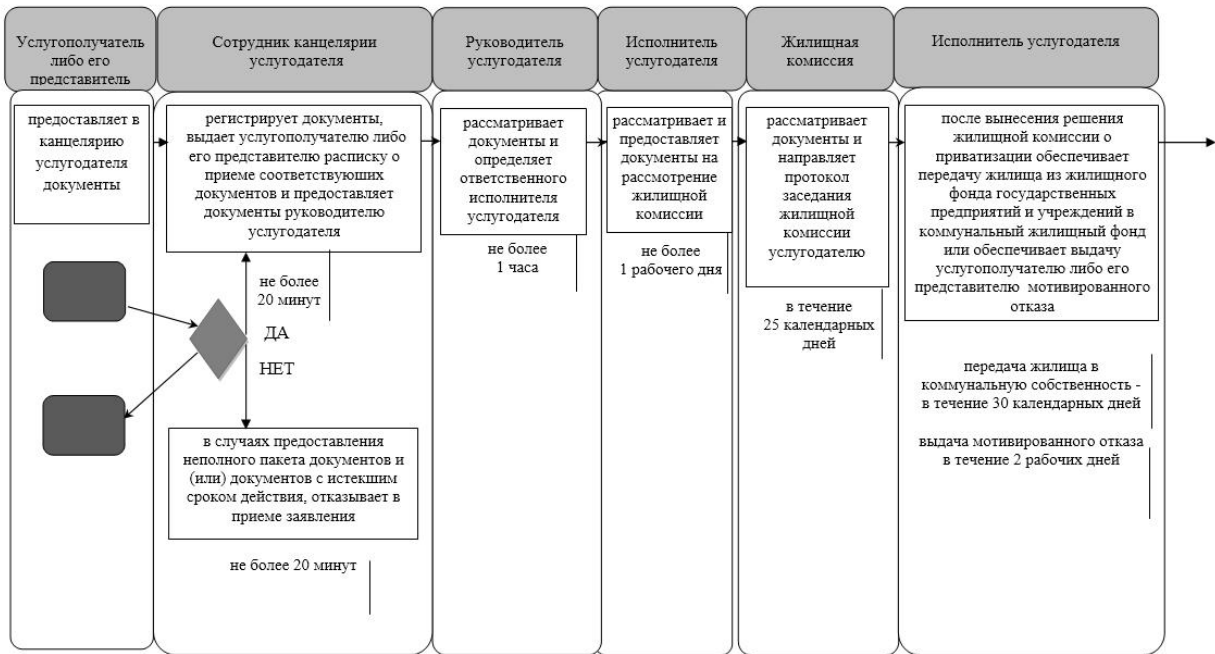 Услугополучатель
либо его
представитель
Сотрудник канцелярии
услугодателя
Руководитель
услугодателя
Исполнитель
услугодателя
Жилищная
комиссия
Исполнитель услугодателя
предоставляет в
канцелярию
услугодателя
документы
регистрирует документы,
выдает услугополучателю либо
его представителю расписку о
приеме соответствующих
документов и предоставляет
документы руководителю
услугодателя
не более
20 минут
ДА
НЕТ
в случаях предоставления
неполного пакета документов и
(или) документов с истекшим
сроком действия, отказывает в
приеме заявления
не более 20 минут
рассматривает
документы и
определяет
ответственного
исполнителя
услугодателя
не более
1 часа
рассматривает и
предоставляет
документы на
рассмотрение
жилищной
комиссии
не более
1 рабочего дня
рассматривает
документы и
направляет
протокол
заседания
жилищной
комиссии
услугодателю
в течение
25 календарных
дней
после вынесения решения
жилищной комиссии о
приватизации обеспечивает
передачу жилища из жилищного
фонда государственных
предприятий и учреждений в
коммунальный жилищный фонд
или обеспечивает выдачу
услугополучателю либо его
представителю мотивированного
отказа
передача жилища в
коммунальную собственность -
в течение 30 календарных дней
выдача мотивированного отказа
в течение 2 рабочих дней